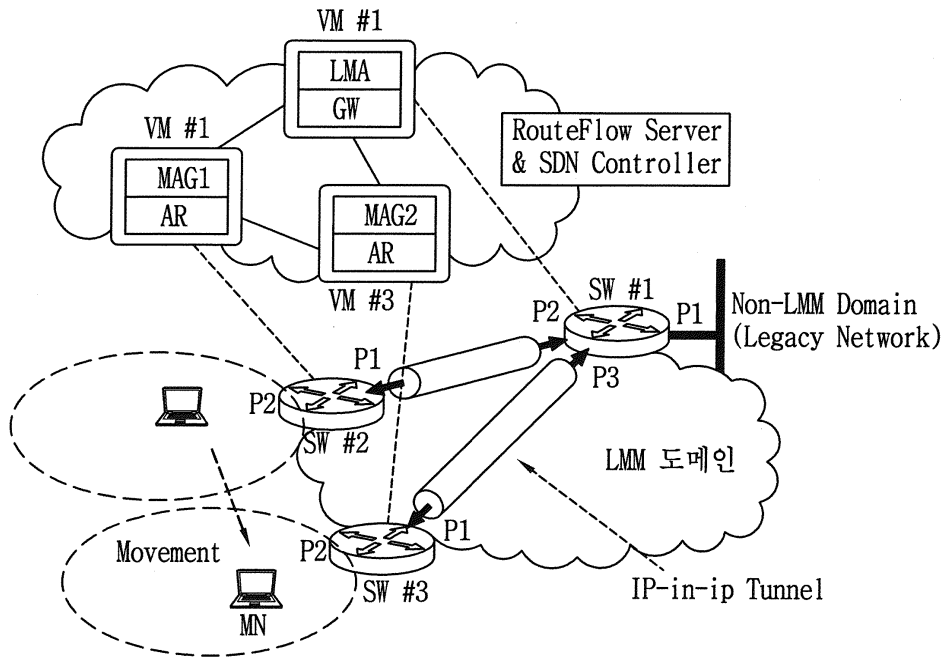 VM #1
LMA
GW
RouteFlow Server
& SDN Controller
VM #1
MAG1
AR
MAG2
AR
VM #3
SW #1
P2
P1
Non-LMM Domain
(Legacy Network)
P1
P3
P2
SW #2
LMM 도메인
P1
P2
Movement
SW #3
IP-in-ip Tunnel
MN